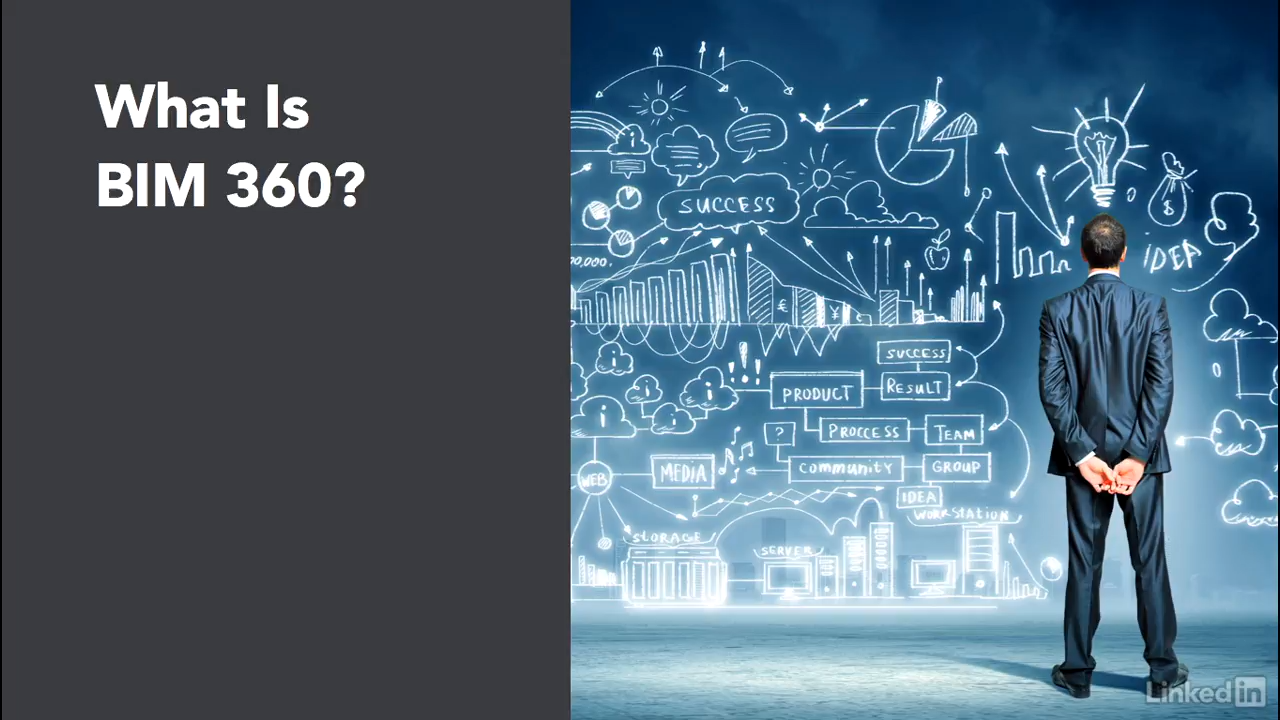 What Is
BIM 360?
SUCCESS
IDEA
SUCCESS
PRODUCT
RESULT
?
PROCCESS
TEAM
WEB
MEDIA
COMMUNITY
GROUP
IDEA
WORKSTATION
STORAGE
SERVER
LinkedIn